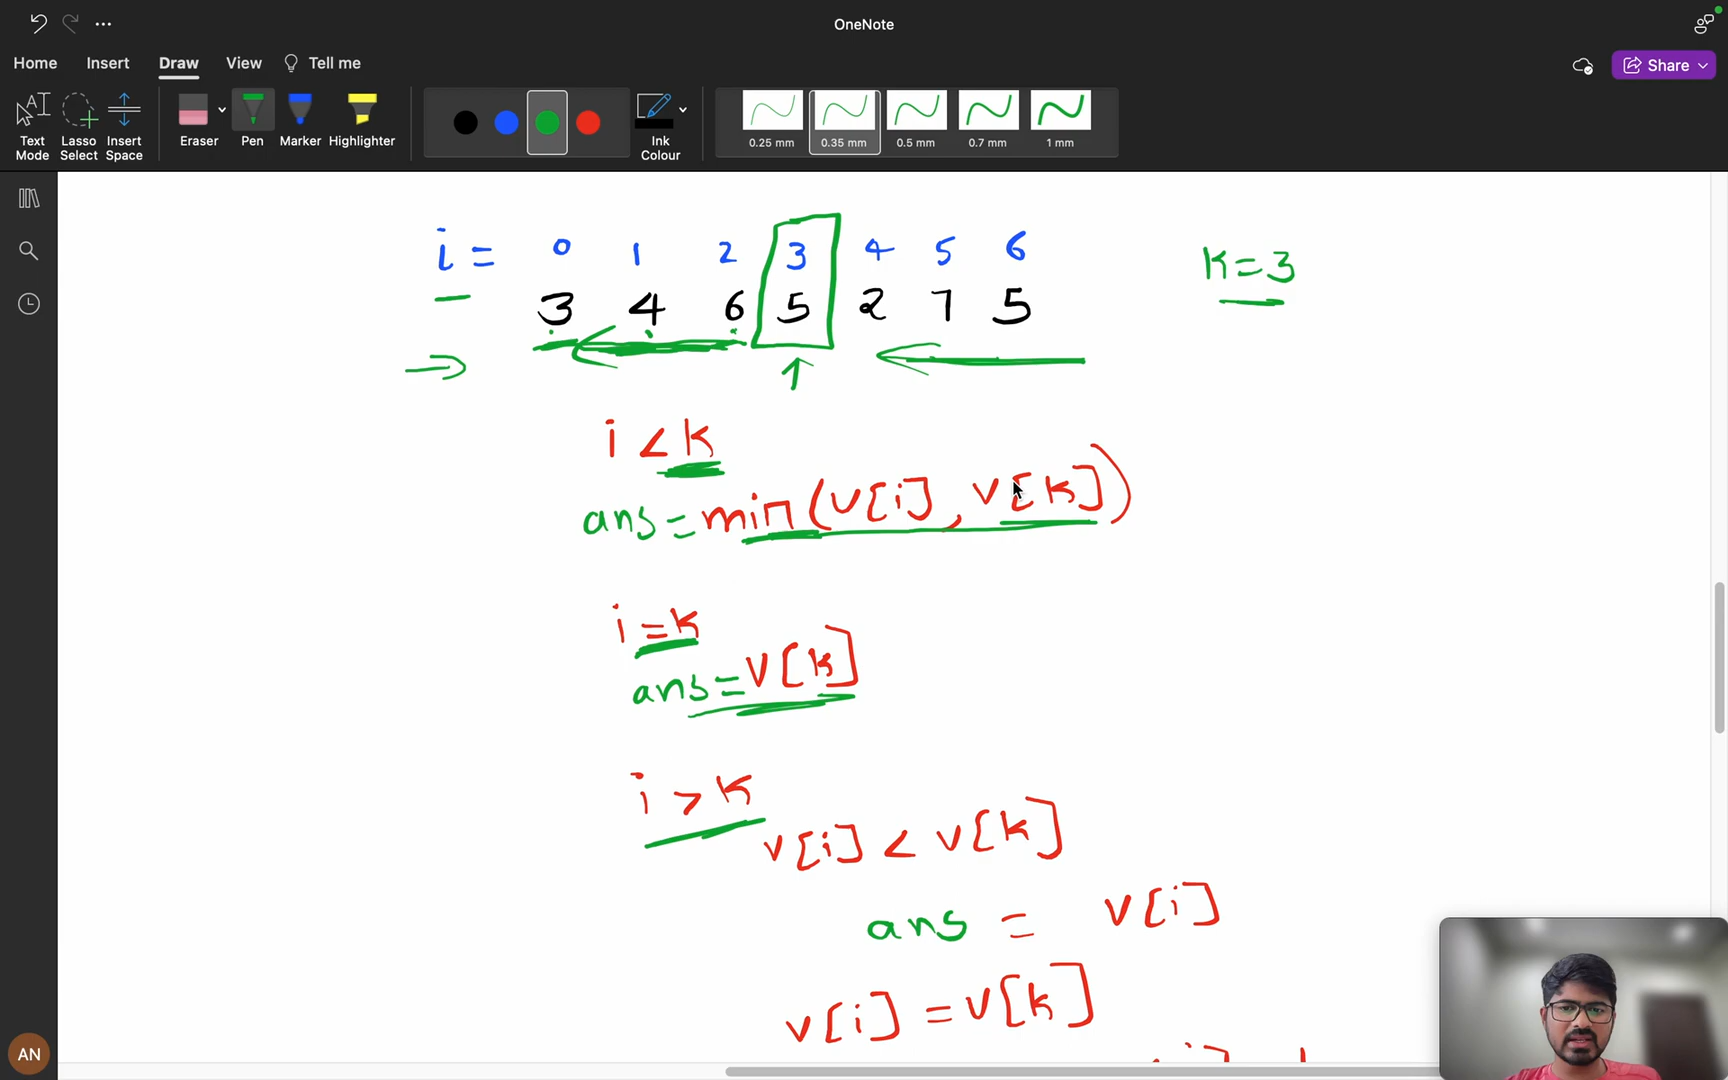 OneNote
Home Insert Draw View Tell me Share
Text Mode Lasso Select Insert Space Eraser Pen Marker Highlighter Ink Colour 0.25 mm 0.35 mm 0.5 mm 0.7 mm 1 mm
i = 0 1 2 3 4 5 6 K=3
3 4 6 5 2 7 5
i < k
ans = min(v[i], v[k])
i = k
ans = v[k]
i > k
v[i] < v[k]
ans = v[i]
v[i] = v[k]
AN